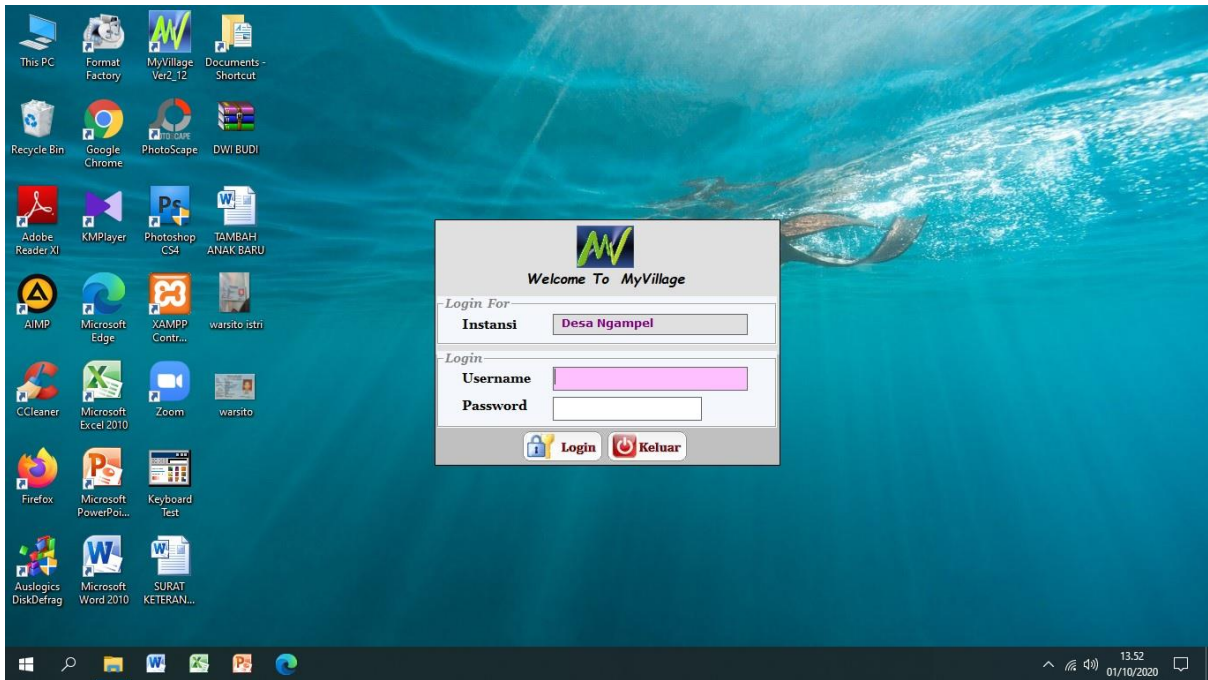 This PC
Format
Factory
MyVillage
Ver2_12
Documents -
Shortcut
Recycle Bin
Google
Chrome
PhotoScape
DWI BUDI
Adobe
Reader XI
KMPlayer
Photoshop
CS4
TAMBAH
ANAK BARU
AIMP
Microsoft
Edge
XAMPP
Contr...
warsito istri
CCleaner
Microsoft
Excel 2010
Zoom
warsito
Firefox
Microsoft
PowerPoi...
Keyboard
Test
Auslogics
DiskDefrag
Microsoft
Word 2010
SURAT
KETERAN...
Welcome To MyVillage
Login For
Instansi Desa Ngampel
Login
Username
Password
Login Keluar
13.52
01/10/2020